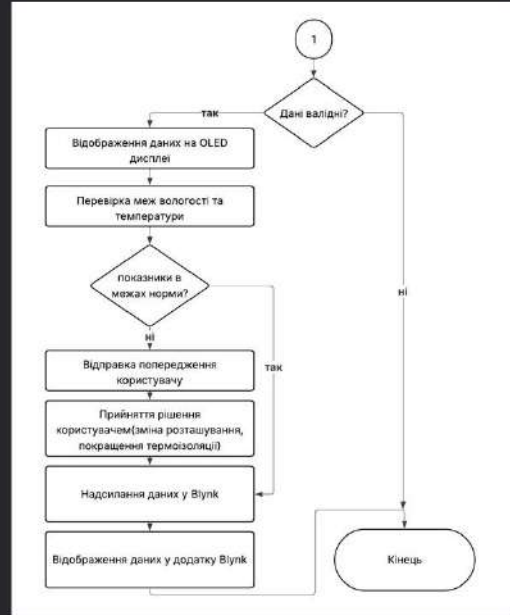 1
Дані валідні?
так
Відображення даних на OLED
дисплеї
Перевірка меж вологості та
температури
показники в
межах норми?
ні
ні
так
Відправка попередження
користувачу
Прийняття рішення
користувачем(зміна розташування,
покращення термоізоляції)
Надсилання даних у Blynk
Відображення даних у додатку Blynk
Кінець